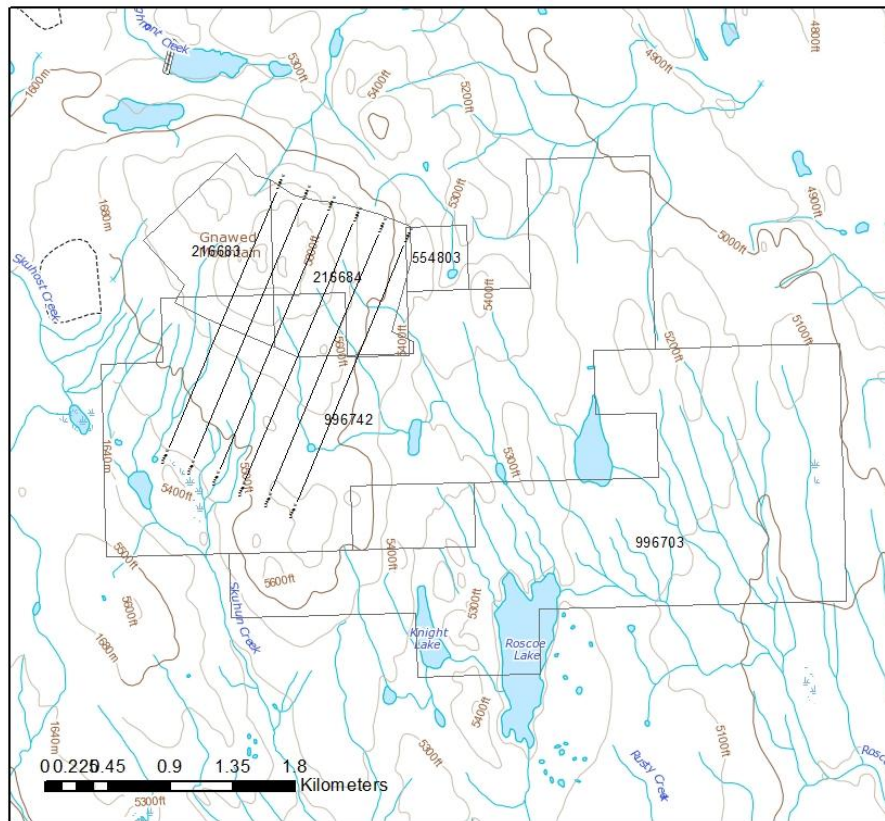 Creek
1600m
5300ft
4900ft
4800ft
5400ft
5200ft
5300ft
4900ft
1680m
5000ft
Gnawed
216683
216684
554803
5400ft
Skuhost Creek
5400ft
5200ft
5100ft
996742
1640m
5400ft
5300ft
5500ft
5400ft
996703
5600ft
5600ft
5300ft
1680m
Skuhun Creek
Knight
Lake
Roscoe
Lake
5400ft
1640m
5300ft
5100ft
0 0.225 0.45 0.9 1.35 1.8
Kilometers
Rusty Creek
5300ft